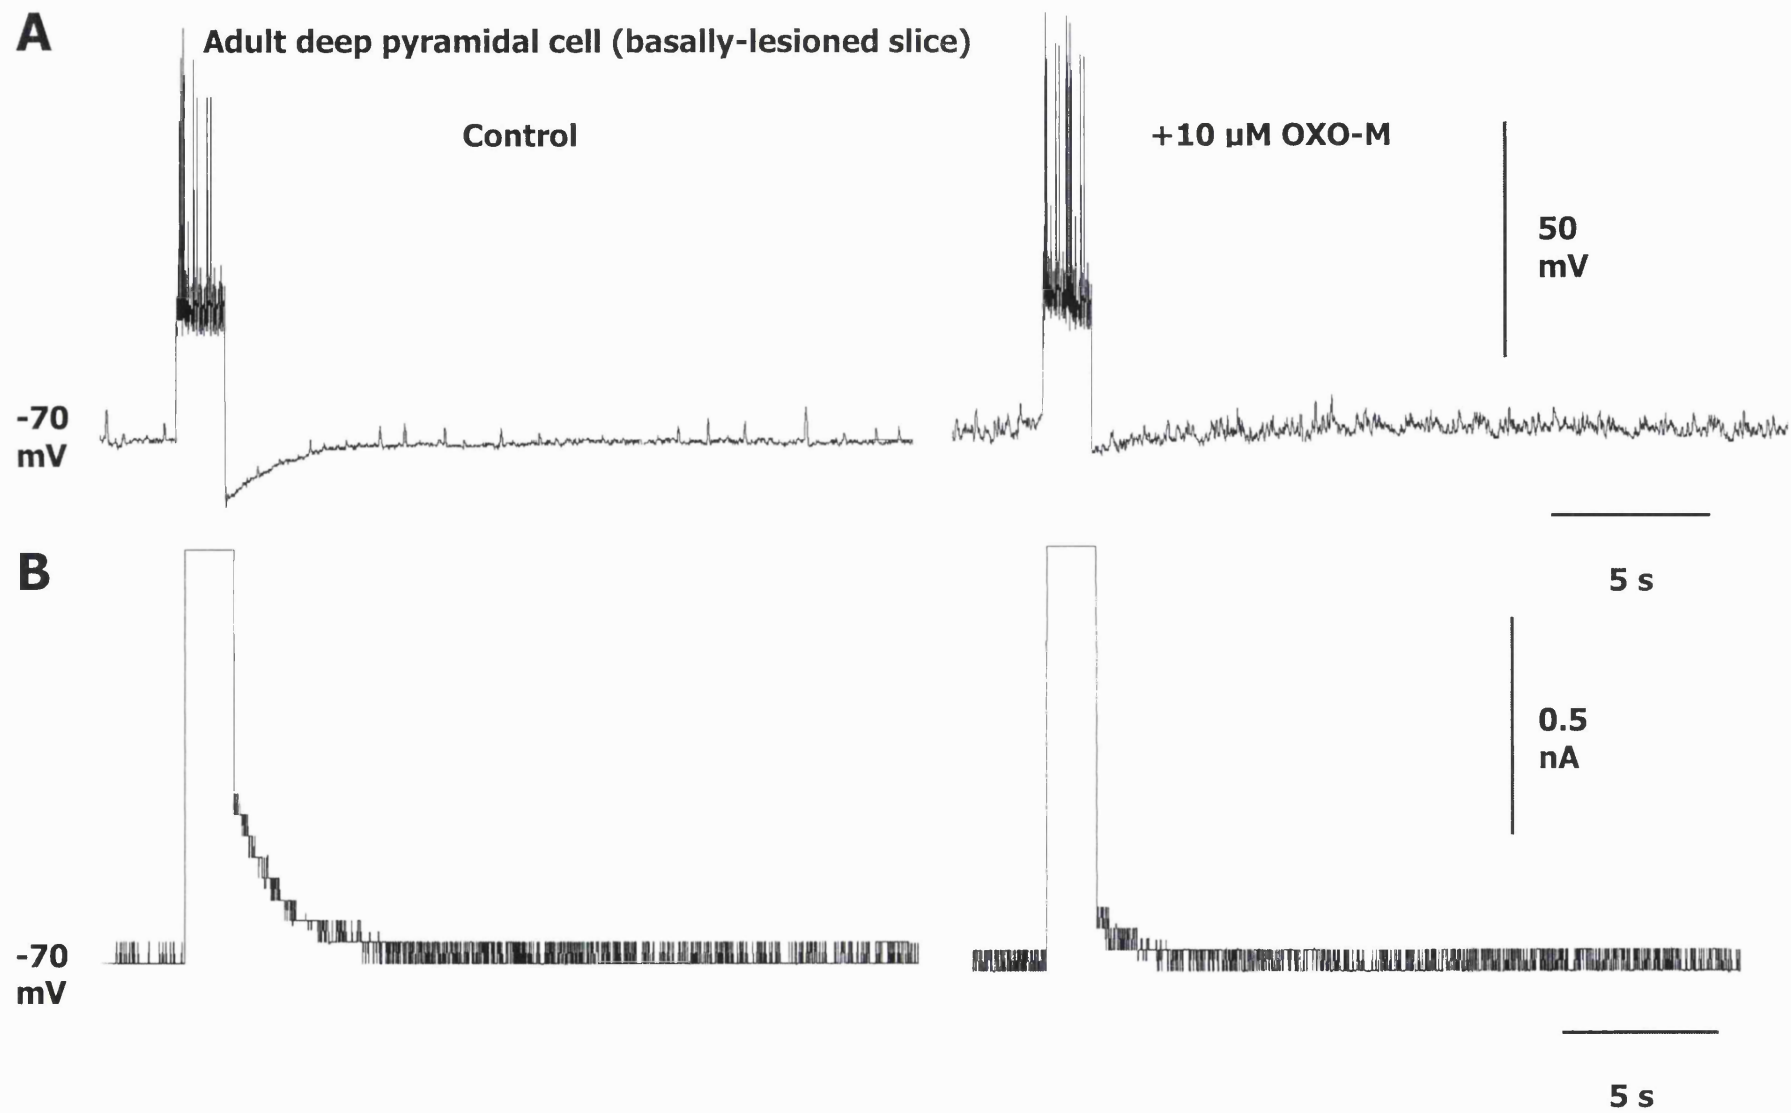 A
Adult deep pyramidal cell (basally-lesioned slice)
Control
+10 µM OXO-M
50
mV
-70
mV
5 s
B
0.5
nA
-70
mV
5 s